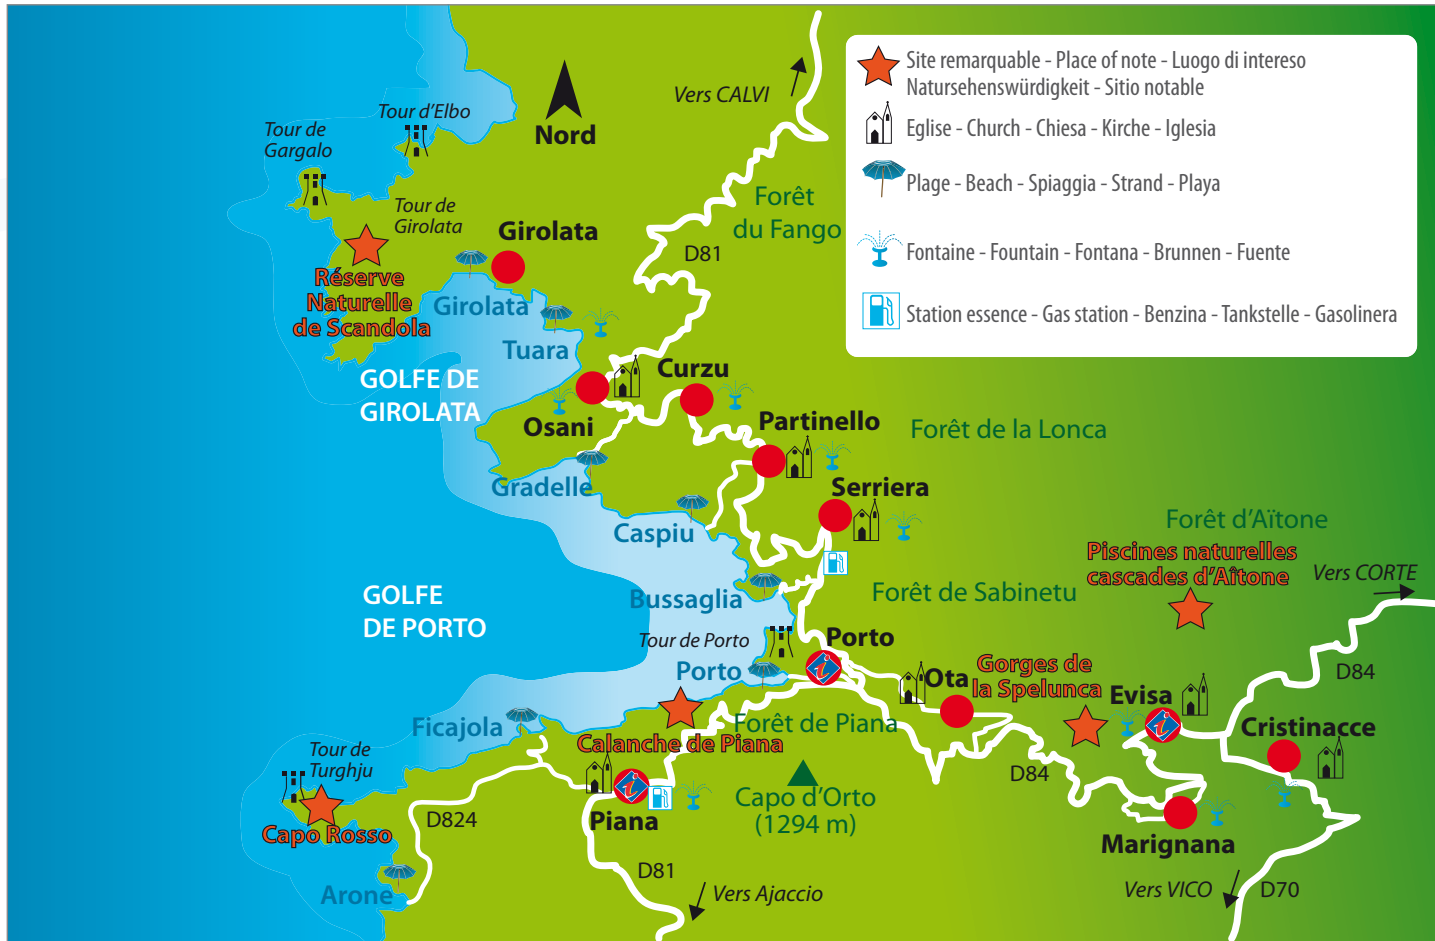 Site remarquable - Place of note - Luogo di intereso
Natursehenswürdigkeit - Sitio notable
Eglise - Church - Chiesa - Kirche - Iglesia
Plage - Beach - Spiaggia - Strand - Playa
Fontaine - Fountain - Fontana - Brunnen - Fuente
Station essence - Gas station - Benzina - Tankstelle - Gasolinera
Vers CALVI
Nord
Tour d'Elbo
Tour de
Gargalo
Tour de
Girolata
Girolata
Forêt
du Fango
D81
Réserve
Naturelle
de Scandola
Girolata
Tuara
GOLFE DE
GIROLATA
Curzu
Osani
Partinello
Forêt de la Lonca
Gradelle
Serriera
Caspiu
Forêt d'Aïtone
Piscines naturelles
cascades d'Aîtone
Vers CORTE
Bussaglia
Forêt de Sabinetu
GOLFE
DE PORTO
Tour de Porto
Porto
Porto
Ota
Gorges de
la Spelunca
Evisa
D84
Cristinacce
Ficajola
Forêt de Piana
Calanche de Piana
Tour de
Turghju
D84
Capo d'Orto
(1294 m)
Capo Rosso
D824
Piana
Marignana
D81
Arone
Vers Ajaccio
Vers VICO
D70